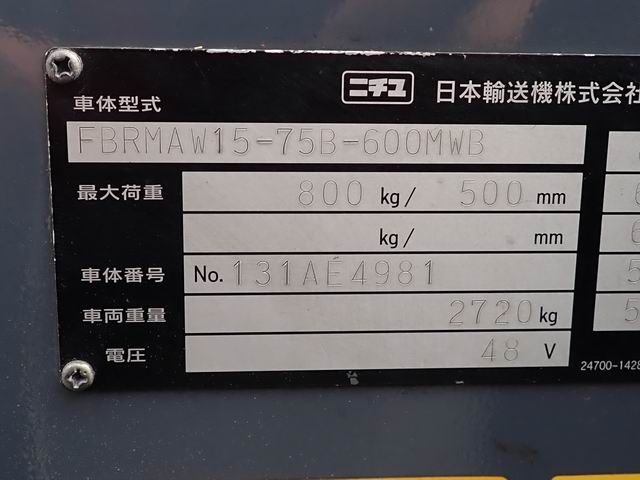 ニチユ 日本輸送機株式会社
車体型式
FBRMAW15-75B-600MWB
最大荷重 800 kg/ 500 mm
kg/ mm
車体番号 No. 131AE4981
車両重量 2720 kg
電圧 48 V
24700-1428